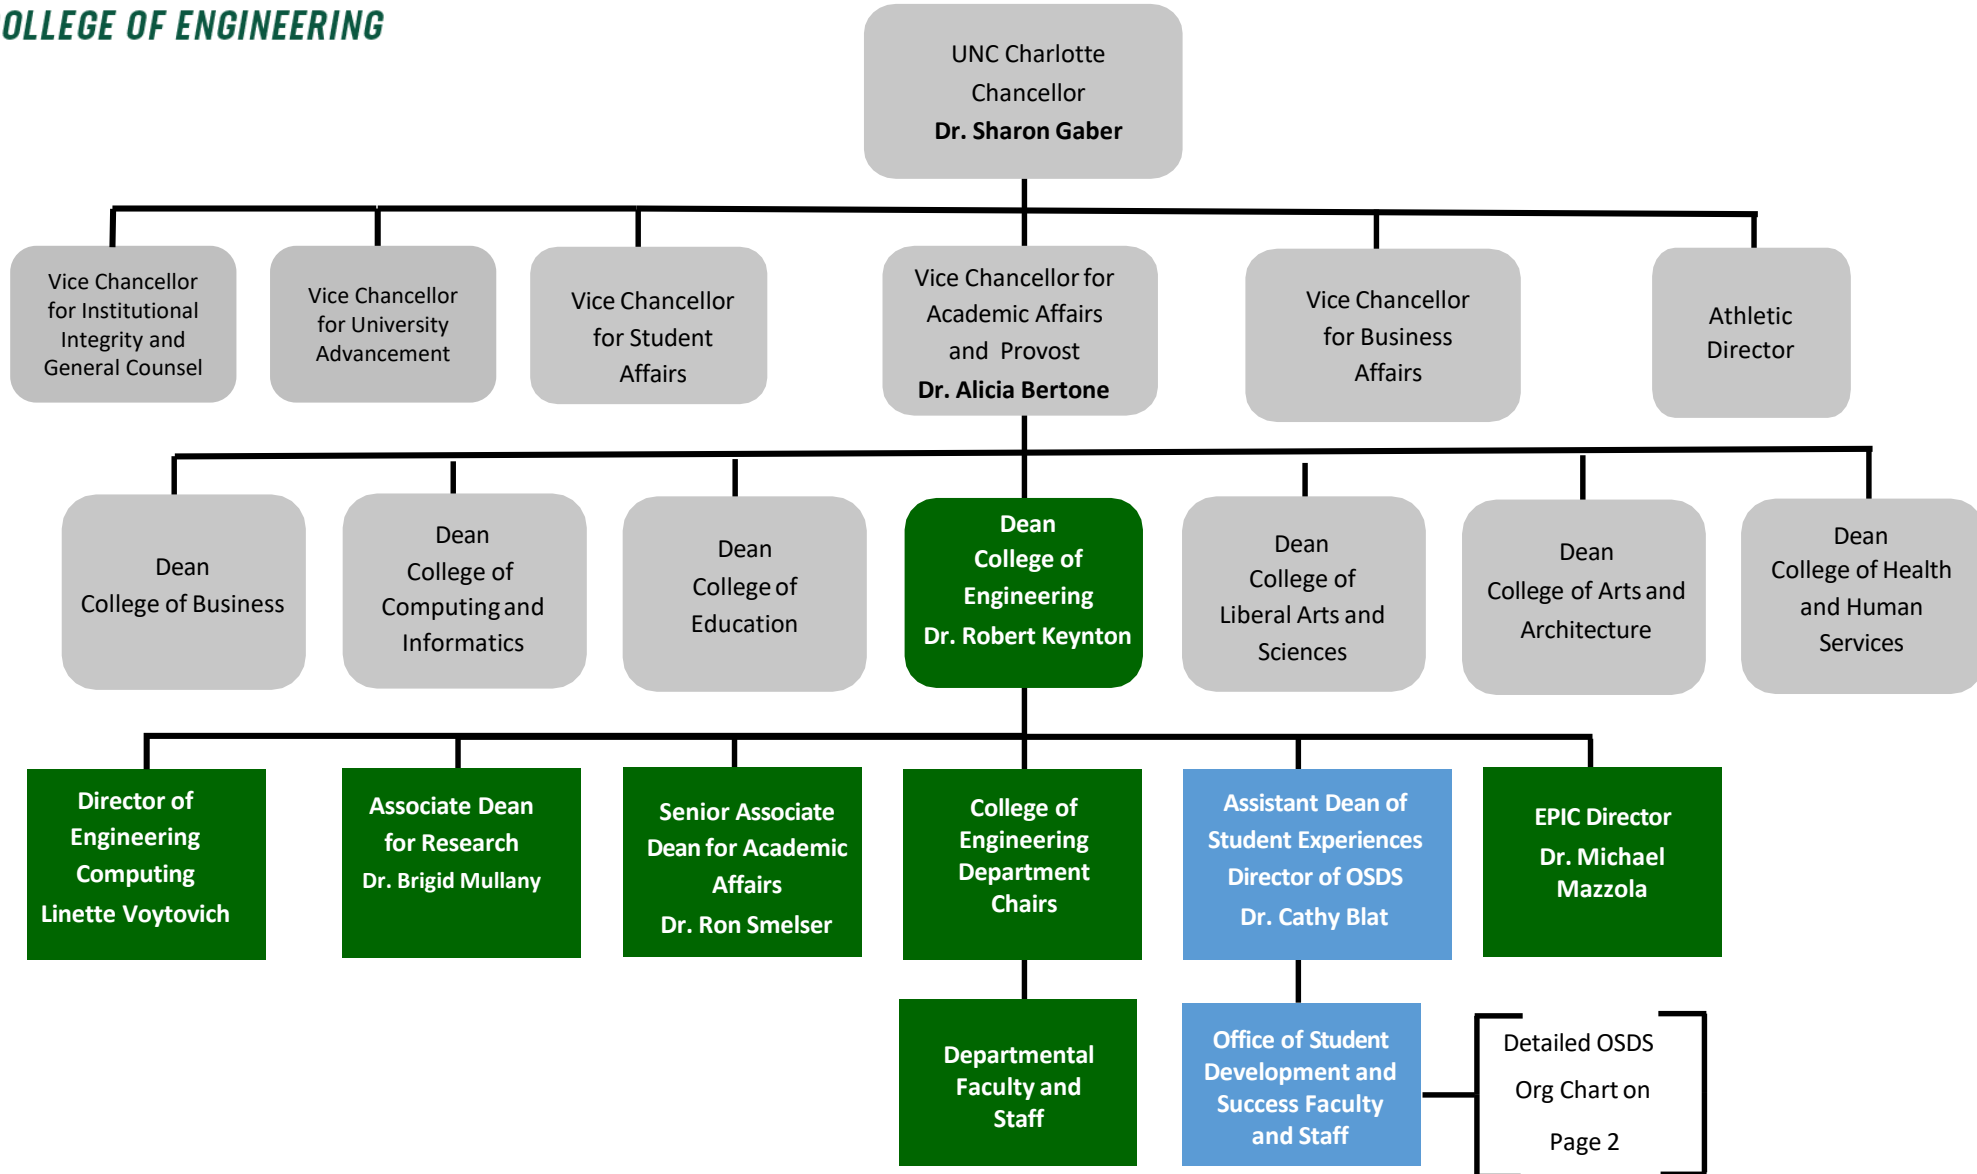 OLLEGE OF ENGINEERING
UNC Charlotte
Chancellor
Dr. Sharon Gaber
Vice Chancellor
for Institutional
Integrity and
General Counsel
Vice Chancellor
for University
Advancement
Vice Chancellor
for Student
Affairs
Vice Chancellor for
Academic Affairs
and Provost
Dr. Alicia Bertone
Vice Chancellor
for Business
Affairs
Athletic
Director
Dean
College of Business
Dean
College of
Computing and
Informatics
Dean
College of
Education
Dean
College of
Engineering
Dr. Robert Keynton
Dean
College of
Liberal Arts and
Sciences
Dean
College of Arts and
Architecture
Dean
College of Health
and Human
Services
Director of
Engineering
Computing
Linette Voytovich
Associate Dean
for Research
Dr. Brigid Mullany
Senior Associate
Dean for Academic
Affairs
Dr. Ron Smelser
College of
Engineering
Department
Chairs
Assistant Dean of
Student Experiences
Director of OSDS
Dr. Cathy Blat
EPIC Director
Dr. Michael
Mazzola
Departmental
Faculty and
Staff
Office of Student
Development and
Success Faculty
and Staff
Detailed OSDS
Org Chart on
Page 2